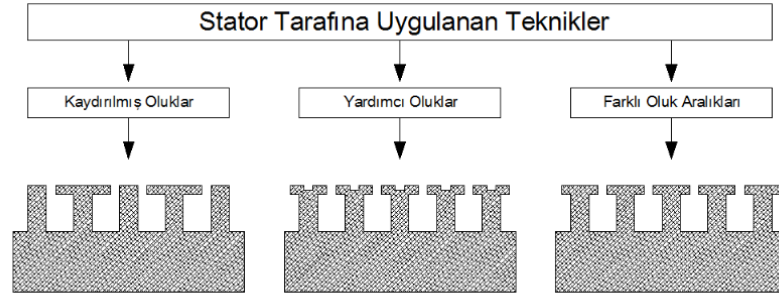 Stator Tarafına Uygulanan Teknikler
Kaydırılmış Oluklar
Yardımcı Oluklar
Farklı Oluk Aralıkları